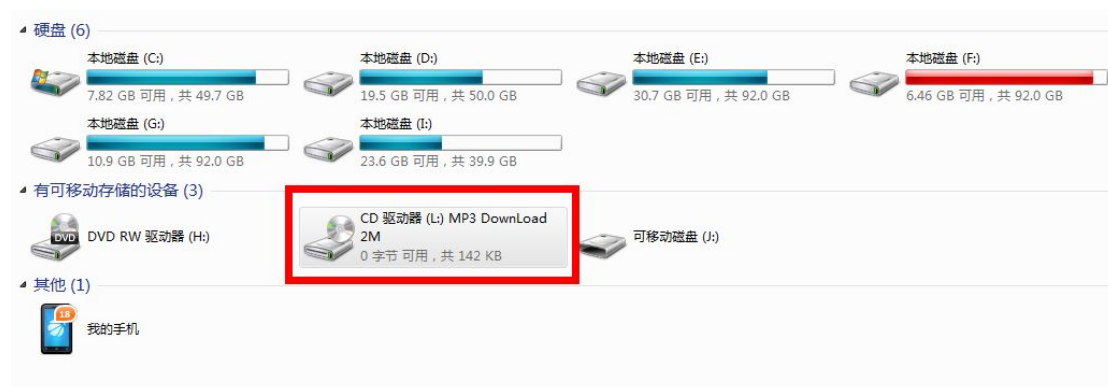 硬盘 (6)
本地磁盘 (C:)
7.82 GB 可用，共 49.7 GB
本地磁盘 (D:)
19.5 GB 可用，共 50.0 GB
本地磁盘 (E:)
30.7 GB 可用，共 92.0 GB
本地磁盘 (F:)
6.46 GB 可用，共 92.0 GB
本地磁盘 (G:)
10.9 GB 可用，共 92.0 GB
本地磁盘 (I:)
23.6 GB 可用，共 39.9 GB
有可移动存储的设备 (3)
DVD
DVD RW 驱动器 (H:)
CD 驱动器 (L:) MP3 DownLoad
2M
0 字节 可用，共 142 KB
可移动磁盘 (J:)
其他 (1)
18
我的手机